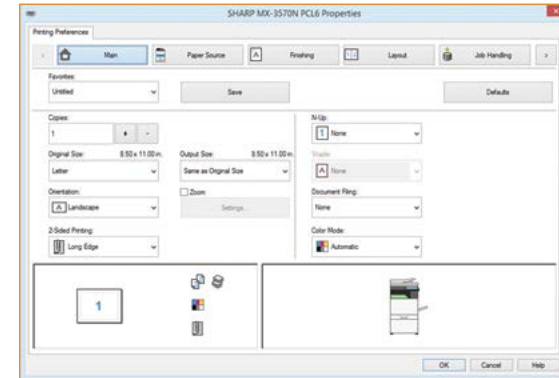 SHARP MX-3570N PCL6 Properties
Printing Preferences
Main
Paper Source
Finishing
Layout
Job Handling
Favorites:
Untitled
Save
Defaults
Copies:
1
Original Size:
8.50 x 11.00 in.
Letter
Output Size:
8.50 x 11.00 in.
Same as Original Size
Orientation:
Landscape
Zoom
Settings...
2-Sided Printing:
Long Edge
N-Up:
None
None
Document Filing:
None
Color Mode:
Automatic
1
OK
Cancel
Help